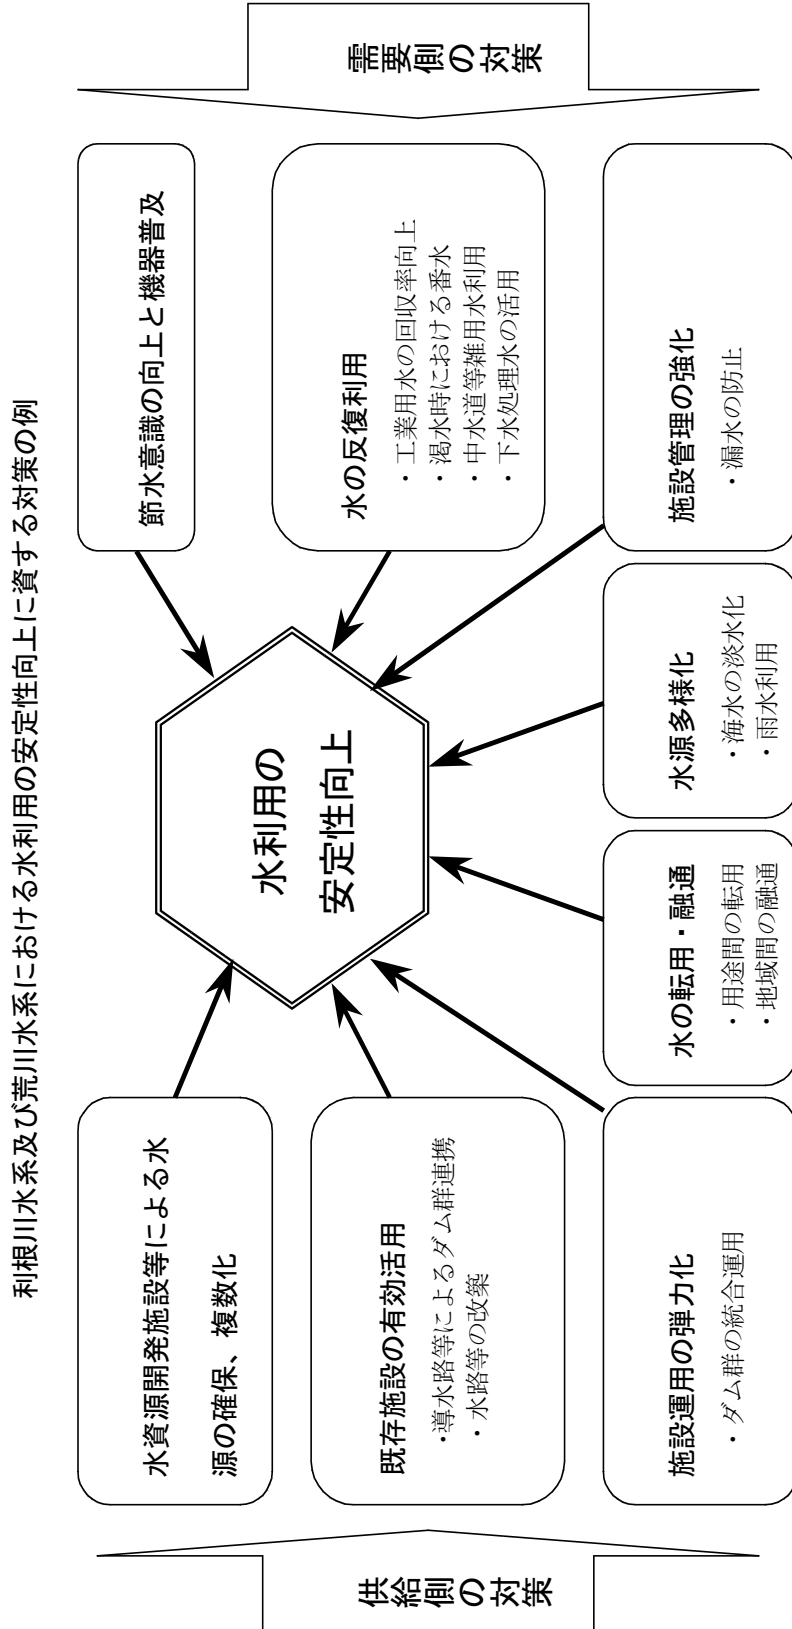 利根川水系及び荒川水系における水利用の安定性向上に資する対策の例
供給側の対策
水資源開発施設等による水
源の確保、複数化
既存施設の有効活用
・導水路等によるダム群連携
・水路等の改築
施設運用の弾力化
・ダム群の統合運用
水利用の
安定性向上
水の転用・融通
・用途間の転用
・地域間の融通
水源多様化
・海水の淡水化
・雨水利用
節水意識の向上と機器普及
水の反復利用
・工業用水の回収率向上
・渇水時における番水
・中水道等雑用水利用
・下水処理水の活用
施設管理の強化
・漏水の防止
需要側の対策